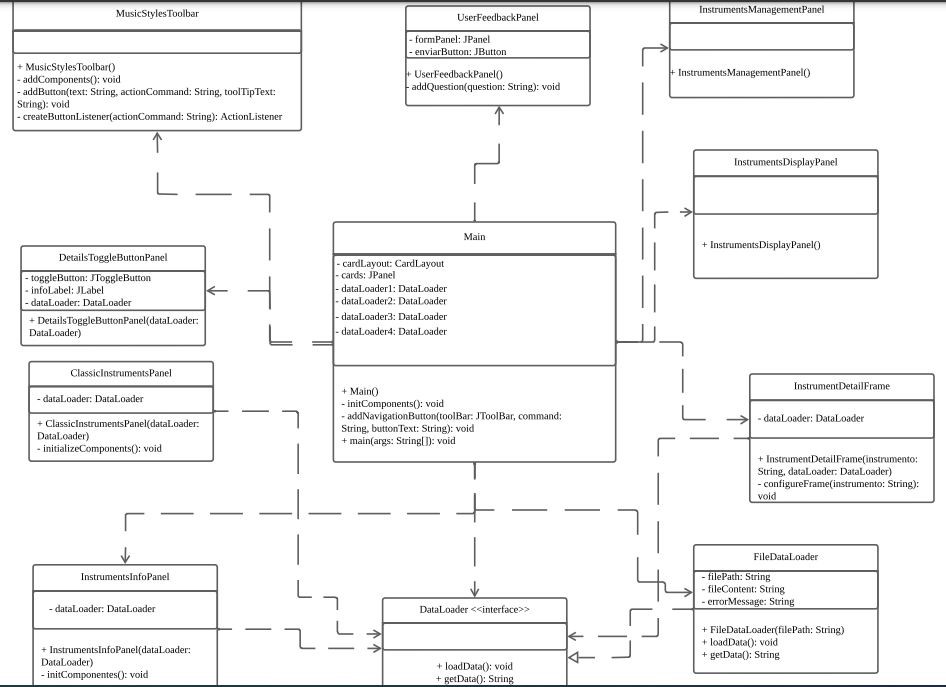 MusicStylesToolbar
+ MusicStylesToolbar()
- addComponents(): void
- addButton(text: String, actionCommand: String, toolTipText:
String): void
- createButtonListener(actionCommand: String): ActionListener
UserFeedbackPanel
- formPanel: JPanel
- enviarButton: JButton
+ UserFeedbackPanel()
- addQuestion(question: String): void
InstrumentsManagementPanel
+ InstrumentsManagementPanel()
InstrumentsDisplayPanel
+ InstrumentsDisplayPanel()
Main
- cardLayout: CardLayout
- cards: JPanel
- dataLoader1: DataLoader
- dataLoader2: DataLoader
- dataLoader3: DataLoader
- dataLoader4: DataLoader
+ Main()
- initComponents(): void
- addNavigationButton(toolBar: JToolBar, command:
String, buttonText: String): void
+ main(args: String[]): void
DetailsToggleButtonPanel
- toggleButton: JToggleButton
- infoLabel: JLabel
- dataLoader: DataLoader
+ DetailsToggleButtonPanel(dataLoader:
DataLoader)
ClassicInstrumentsPanel
- dataLoader: DataLoader
+ ClassicInstrumentsPanel(dataLoader:
DataLoader)
- initializeComponents(): void
InstrumentDetailFrame
- dataLoader: DataLoader
+ InstrumentDetailFrame(instrumento:
String, dataLoader: DataLoader)
- configureFrame(instrumento: String):
void
InstrumentsInfoPanel
- dataLoader: DataLoader
+ InstrumentsInfoPanel(dataLoader:
DataLoader)
- initComponentes(): void
DataLoader <<interface>>
+ loadData(): void
+ getData(): String
FileDataLoader
- filePath: String
- fileContent: String
- errorMessage: String
+ FileDataLoader(filePath: String)
+ loadData(): void
+ getData(): String